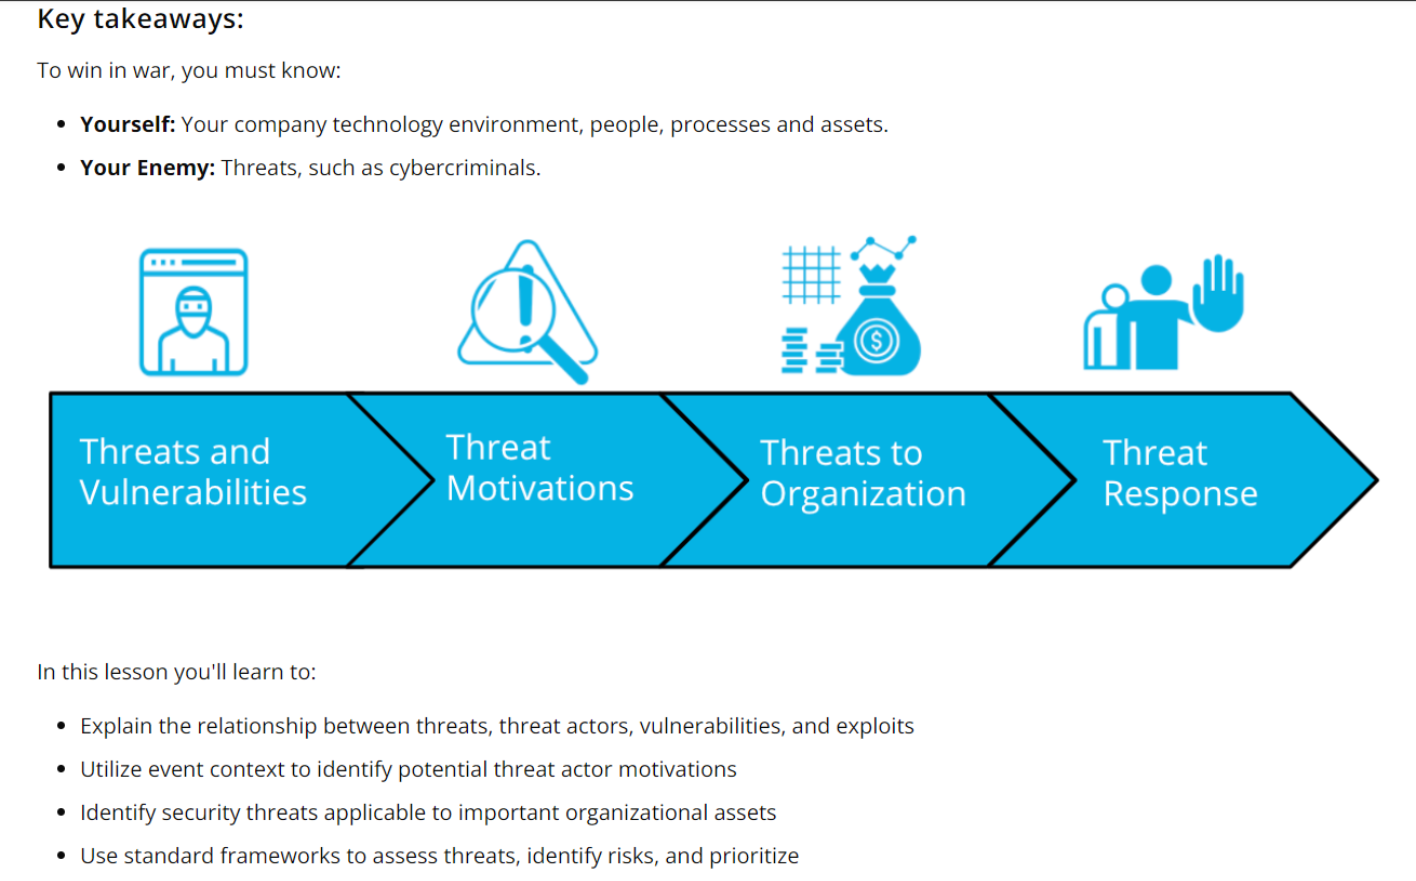 Key takeaways:
To win in war, you must know:
Yourself: Your company technology environment, people, processes and assets.
Your Enemy: Threats, such as cybercriminals.
Threats and
Vulnerabilities
Threat
Motivations
$
Threats to
Organization
Threat
Response
In this lesson you'll learn to:
Explain the relationship between threats, threat actors, vulnerabilities, and exploits
Utilize event context to identify potential threat actor motivations
Identify security threats applicable to important organizational assets
Use standard frameworks to assess threats, identify risks, and prioritize